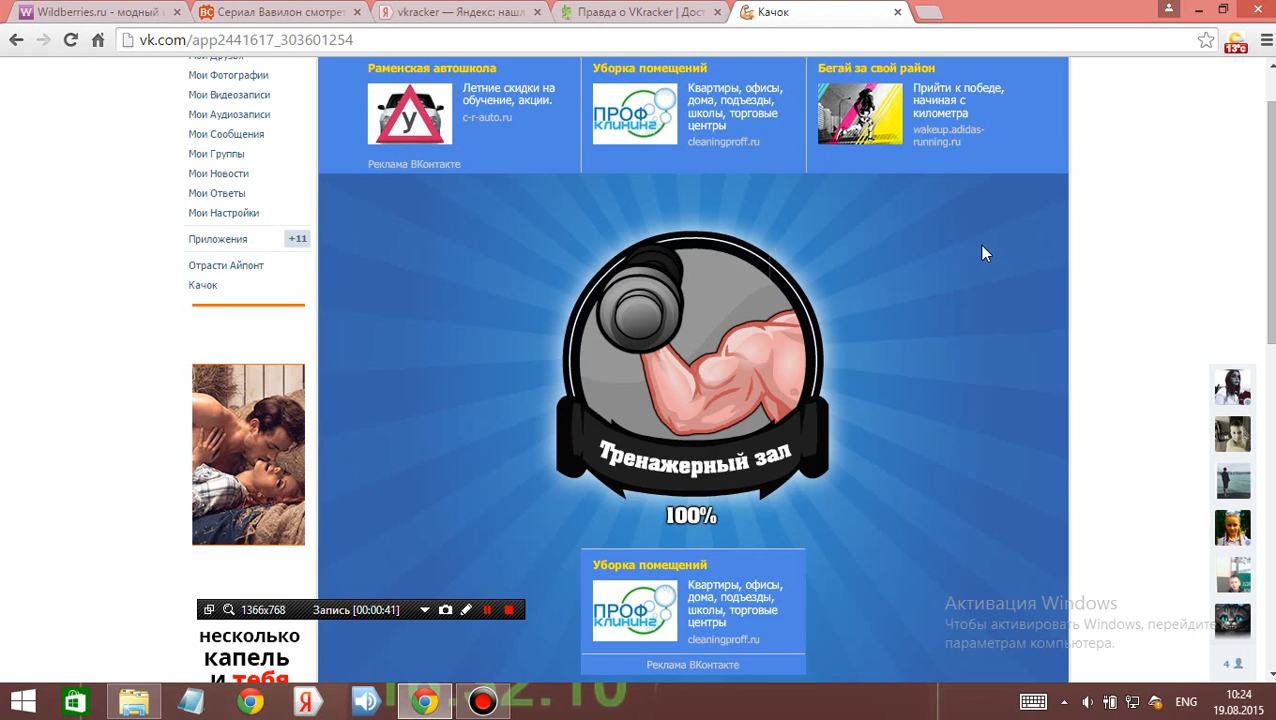 Wildberries.ru - модный и
Сериал Вавилон смотрет
vkracker — Яндекс: нашл
Правда о VKracker | Дост
Качок
vk.com/app2441617_303601254
13°c
Мои Друзья
Мои Фотографии
Мои Видеозаписи
Мои Аудиозаписи
Мои Сообщения
Мои Группы
Мои Новости
Мои Ответы
Мои Настройки
Приложения +11
Отрасти Айпонт
Качок
Раменская автошкола
Летние скидки на
обучение, акции.
c-r-auto.ru
Реклама ВКонтакте
Уборка помещений
ПРОФ
КЛИНИНГ
Квартиры, офисы,
дома, подъезды,
школы, торговые
центры
cleaningproff.ru
Бегай за свой район
Прийти к победе,
начиная с
километра
wakeup.adidas-
running.ru
Тренажерный зал
100%
Уборка помещений
ПРОФ
КЛИНИНГ
Квартиры, офисы,
дома, подъезды,
школы, торговые
центры
cleaningproff.ru
Реклама ВКонтакте
1366x768 Запись [00:00:41]
несколько
капель
и тебя
Активация Windows
Чтобы активировать Windows, перейдите
параметрам компьютера.
4
ENG
10:24
19.08.2015